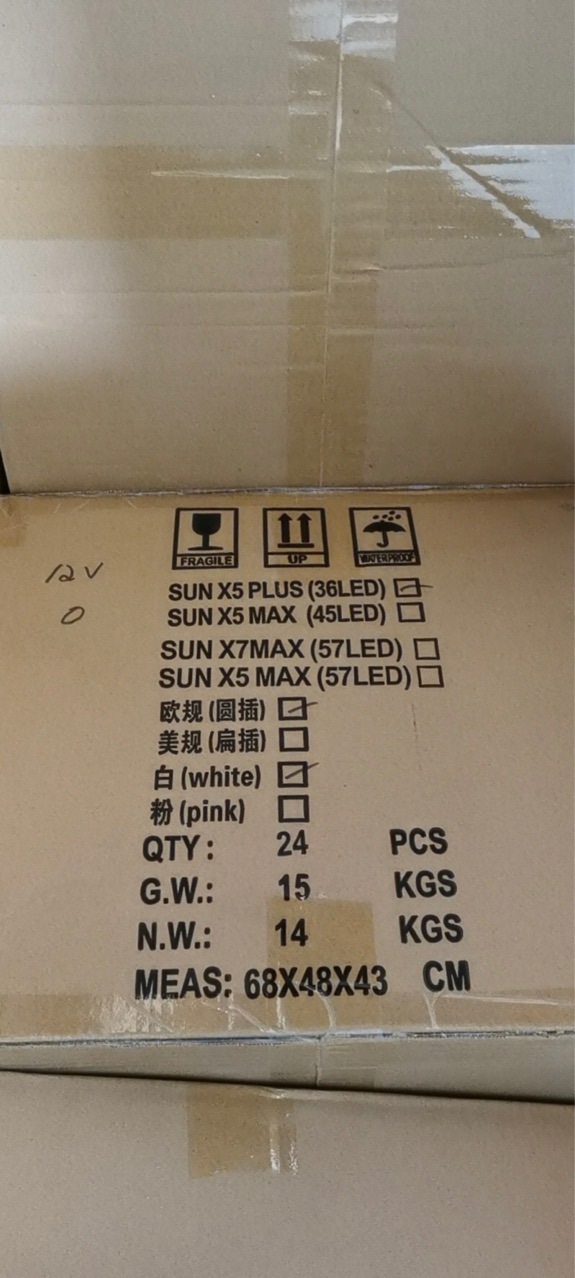 FRAGILE UP WATERPROOF
12V
O
SUN X5 PLUS (36LED)
SUN X5 MAX (45LED)
SUN X7MAX (57LED)
SUN X5 MAX (57LED)
欧规 (圆插)
美规 (扁插)
白 (white)
粉 (pink)
QTY: 24 PCS
G.W.: 15 KGS
N.W.: 14 KGS
MEAS: 68X48X43 CM